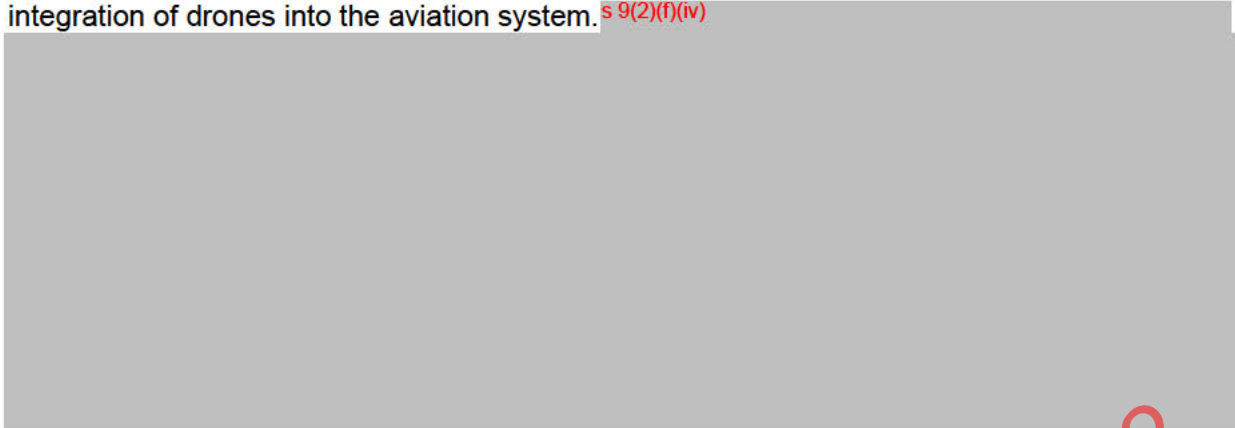 integration of drones into the aviation system. s 9(2)(f)(iv)